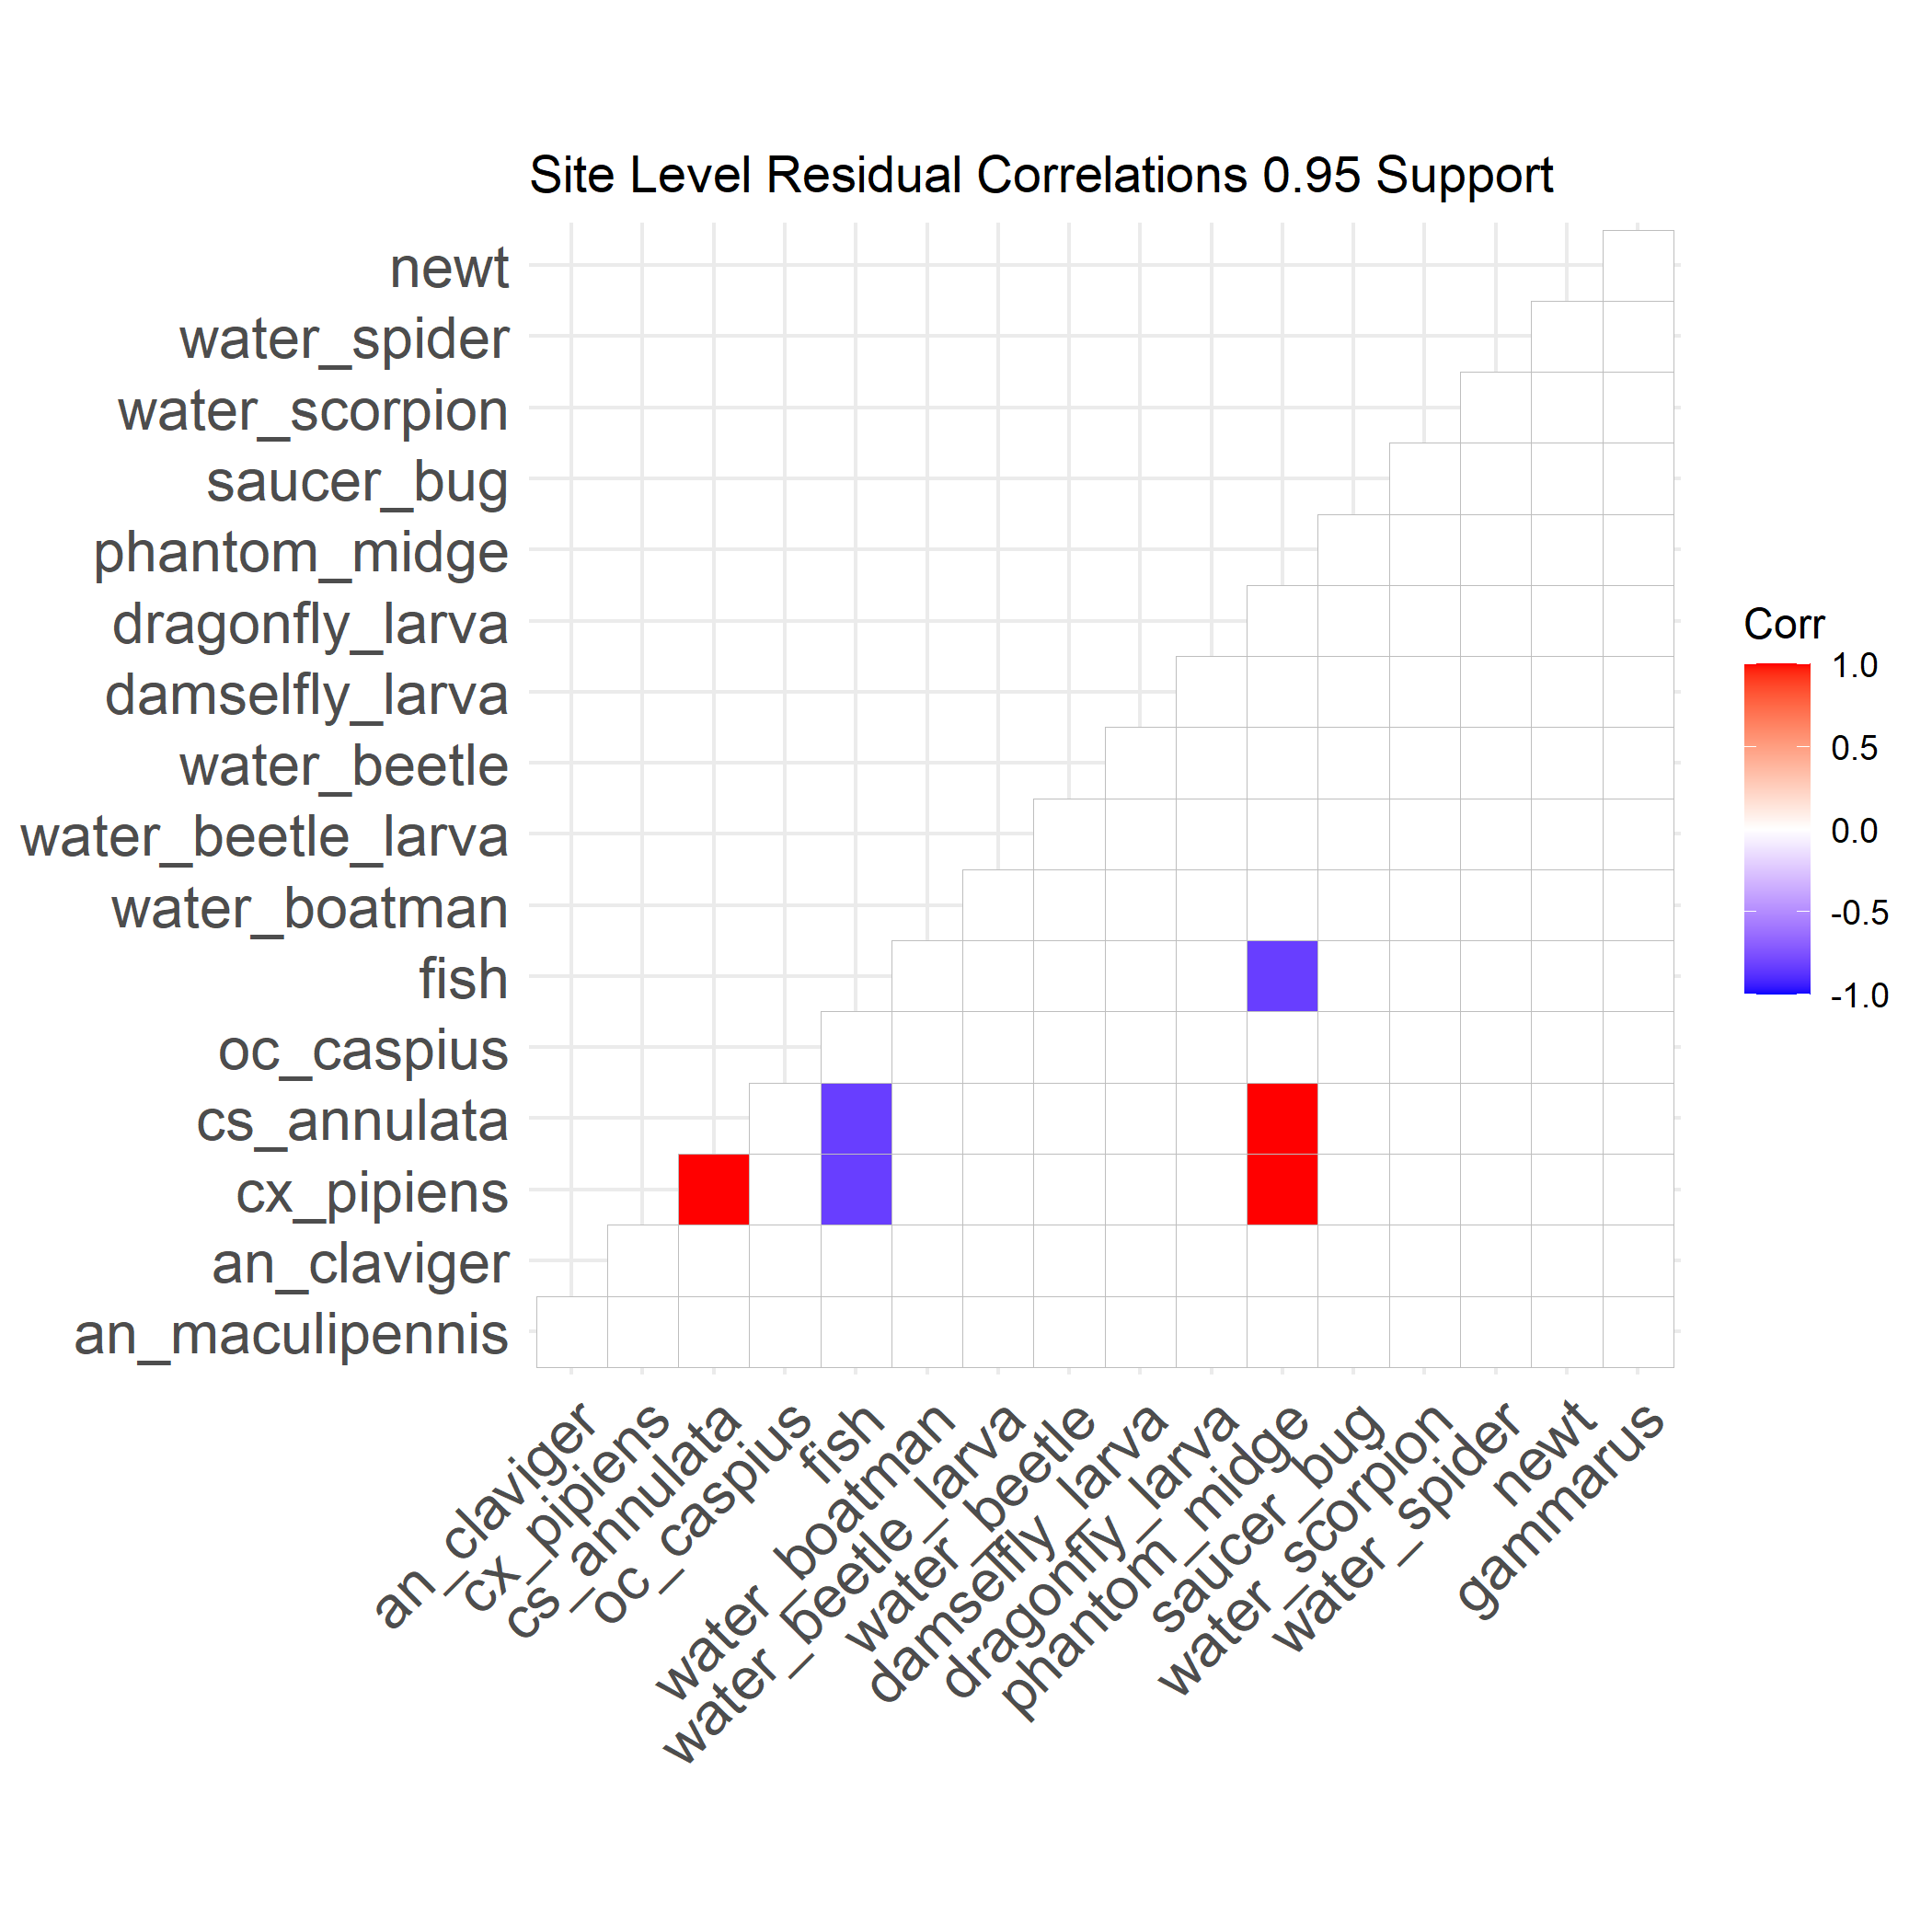 Site Level Residual Correlations 0.95 Support
newt
water_spider
water_scorpion
saucer_bug
phantom_midge
dragonfly_larva
damselfly_larva
water_beetle
water_beetle_larva
water_boatman
fish
oc_caspius
cs_annulata
cx_pipiens
an_claviger
an_maculipennis
an_claviger
cx_pipiens
cs_annulata
oc_caspius
fish
water_boatman
water_beetle_larva
water_beetle
damselfly_larva
dragonfly_larva
phantom_midge
saucer_bug
water_scorpion
water_spider
newt
gammarus
Corr
1.0
0.5
0.0
-0.5
-1.0